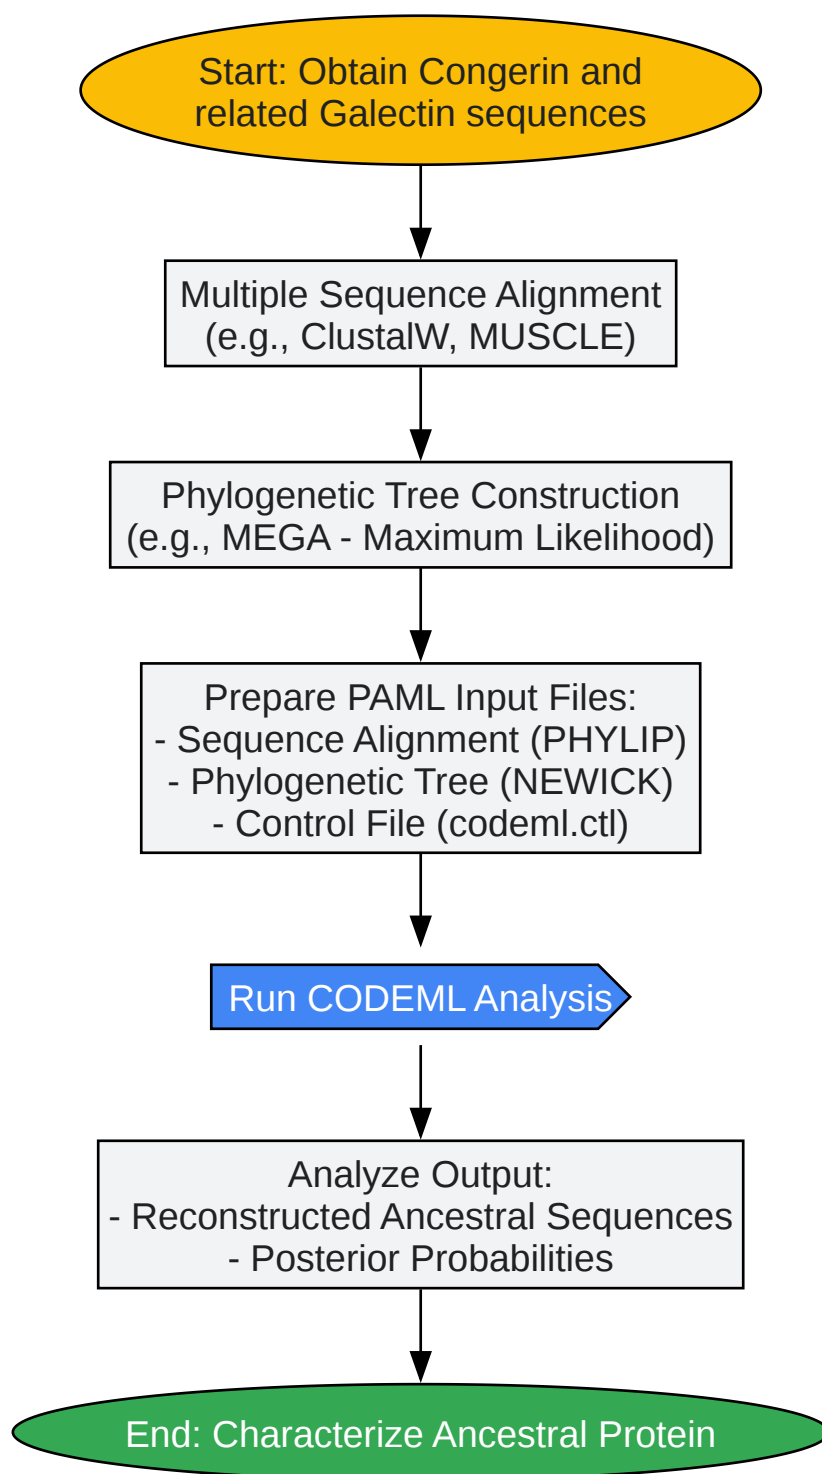 Start: Obtain Congerin and
related Galectin sequences
Multiple Sequence Alignment
(e.g., ClustalW, MUSCLE)
Phylogenetic Tree Construction
(e.g., MEGA - Maximum Likelihood)
Prepare PAML Input Files:
- Sequence Alignment (PHYLIP)
- Phylogenetic Tree (NEWICK)
- Control File (codeml.ctl)
Run CODEML Analysis
Analyze Output:
- Reconstructed Ancestral Sequences
- Posterior Probabilities
End: Characterize Ancestral Protein